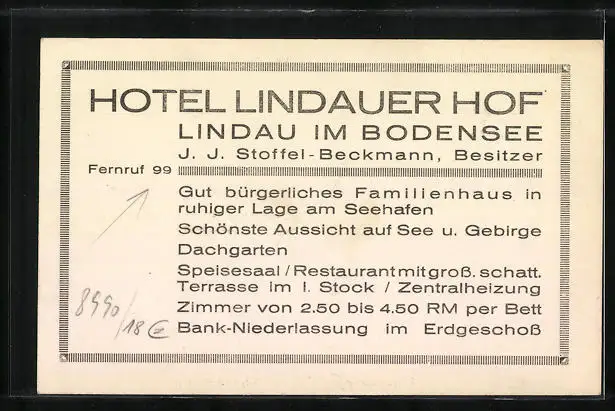 HOTEL LINDAUER HOF
LINDAU IM BODENSEE
J. J. Stoffel-Beckmann, Besitzer
Fernruf 99
Gut bürgerliches Familienhaus in
ruhiger Lage am Seehafen
Schönste Aussicht auf See u. Gebirge
Dachgarten
Speisesaal / Restaurant mit groß. schatt.
Terrasse im I. Stock / Zentralheizung
Zimmer von 2.50 bis 4.50 RM per Bett
Bank-Niederlassung im Erdgeschoß
8990
/18